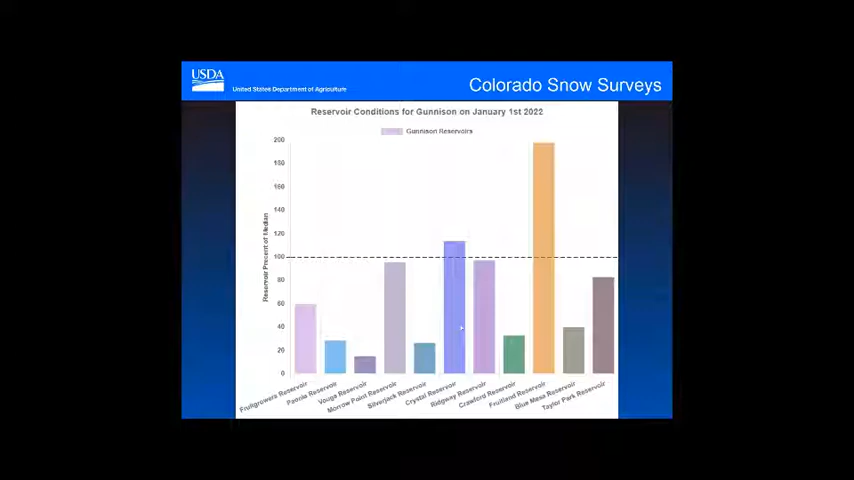 USDA
United States Department of Agriculture
Colorado Snow Surveys
Reservoir Conditions for Gunnison on January 1st 2022
Gunnison Reservoirs
Reservoir Percent of Median
200
180
160
140
120
100
80
60
40
20
0
Fruitgrowers Reservoir
Paonia Reservoir
Vouga Reservoir
Morrow Point Reservoir
Silverjack Reservoir
Crystal Reservoir
Ridgway Reservoir
Crawford Reservoir
Fruitland Reservoir
Blue Mesa Reservoir
Taylor Park Reservoir